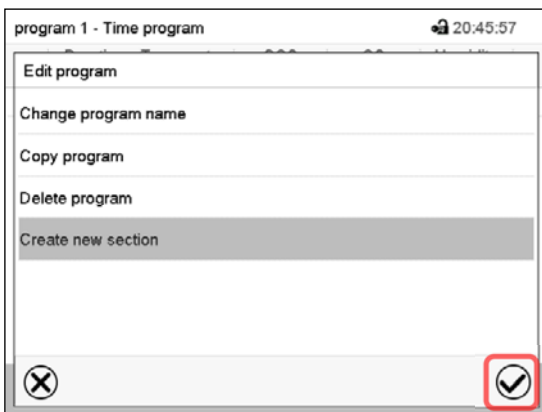 program 1 - Time program 20:45:57
Edit program
Change program name
Copy program
Delete program
Create new section